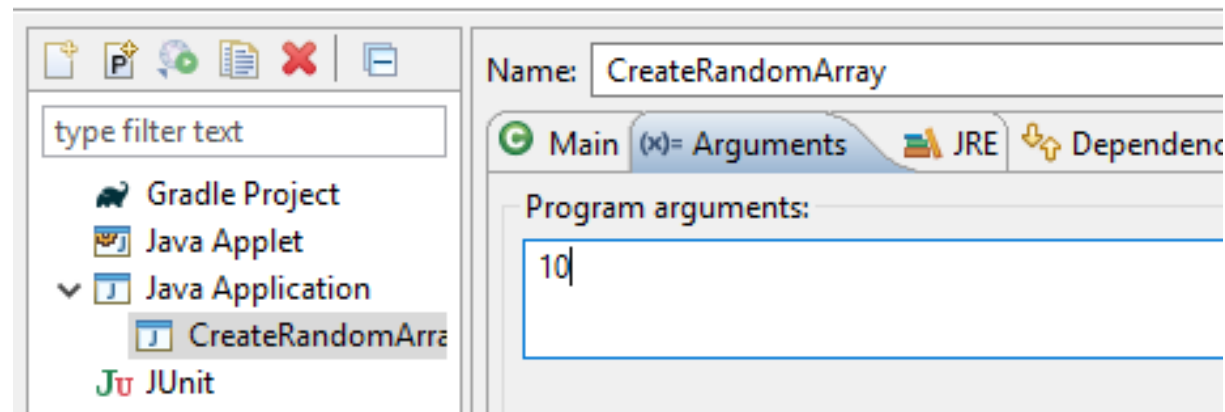 type filter text
Gradle Project
Java Applet
Java Application
CreateRandomArra
JUnit
Name: CreateRandomArray
Main (x)= Arguments JRE Dependenc
Program arguments:
10